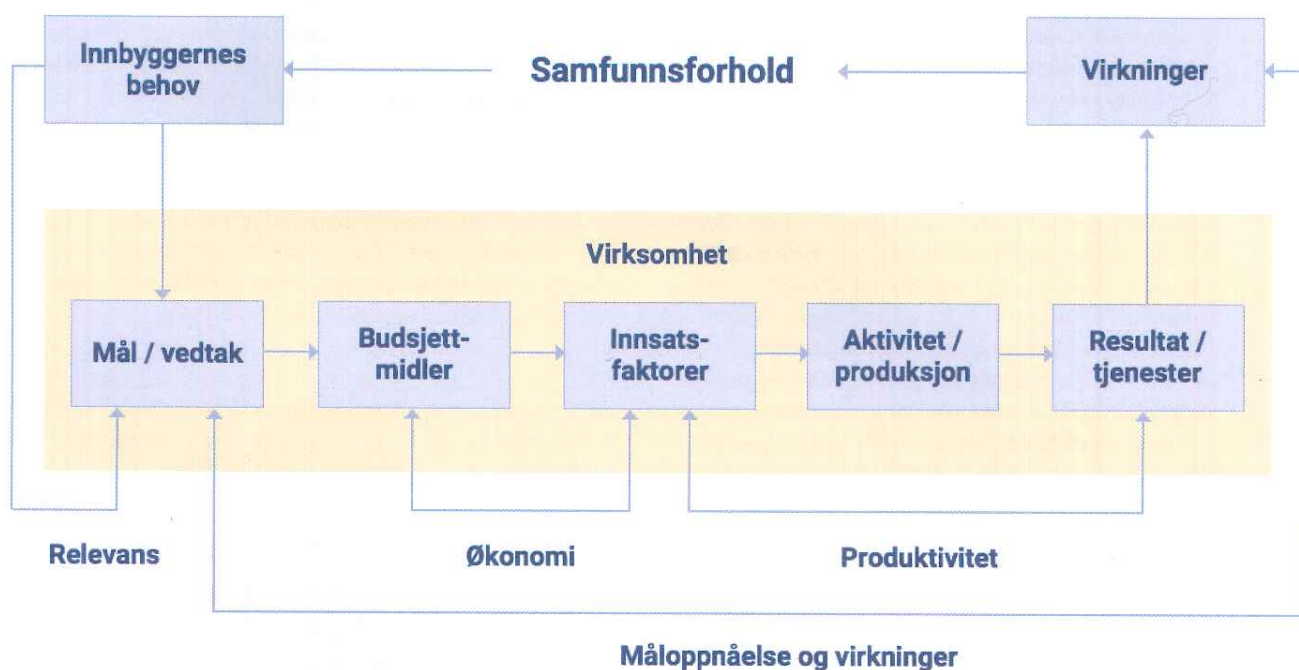 Innbyggernes
behov
Samfunnsforhold
Virkninger
Virksomhet
Mål / vedtak
Budsjett-
midler
Innsats-
faktorer
Aktivitet /
produksjon
Resultat /
tjenester
Relevans
Økonomi
Produktivitet
Måloppnåelse og virkninger